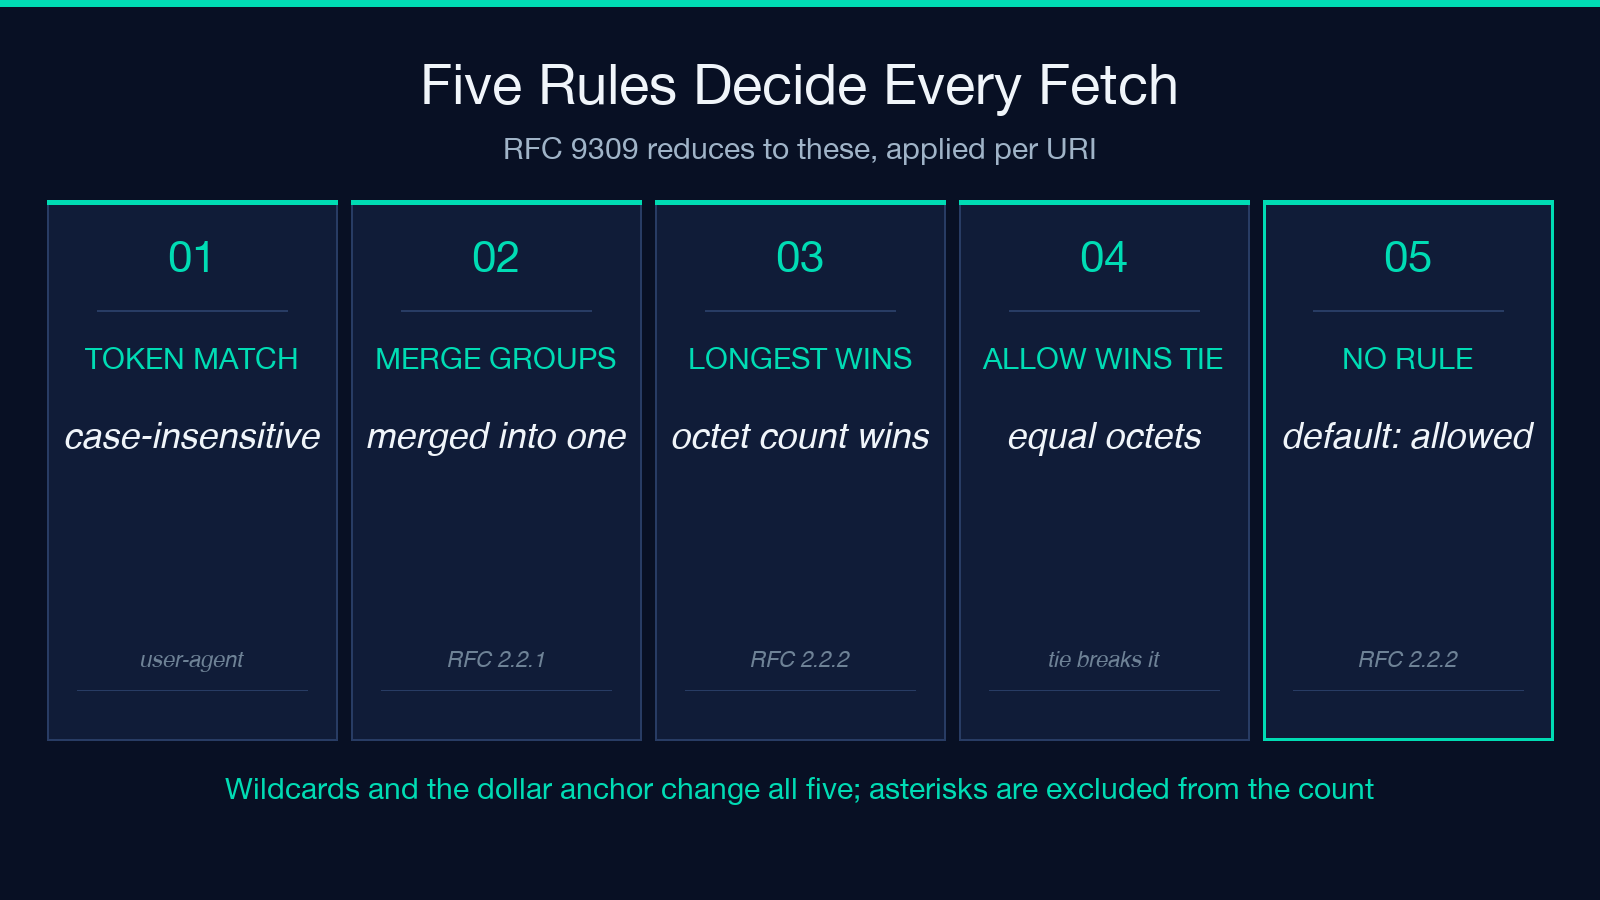 Five Rules Decide Every Fetch
RFC 9309 reduces to these, applied per URI
01
TOKEN MATCH
case-insensitive
user-agent
02
MERGE GROUPS
merged into one
RFC 2.2.1
03
LONGEST WINS
octet count wins
RFC 2.2.2
04
ALLOW WINS TIE
equal octets
tie breaks it
05
NO RULE
default: allowed
RFC 2.2.2
Wildcards and the dollar anchor change all five; asterisks are excluded from the count